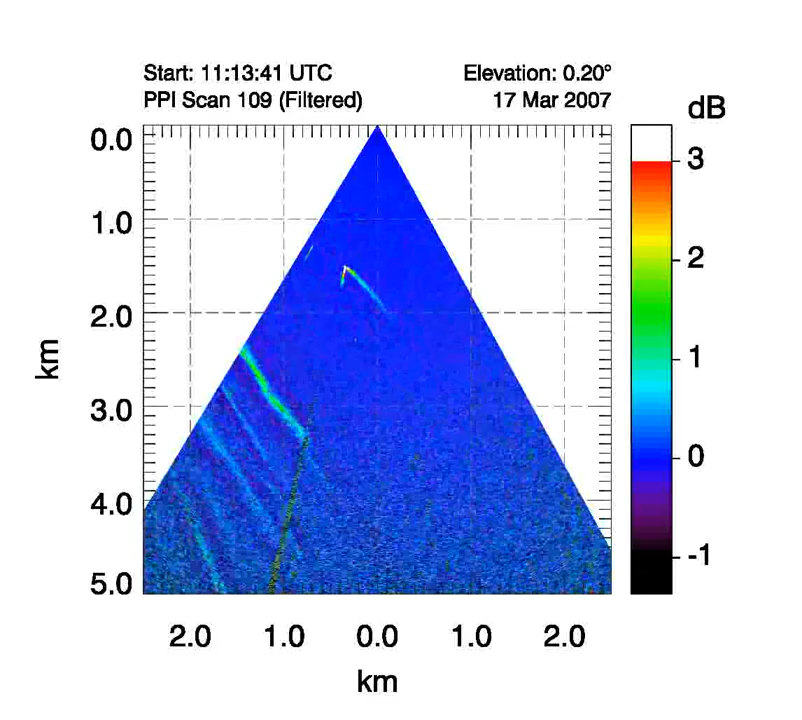 Start: 11:13:41 UTC
Elevation: 0.20°
PPI Scan 109 (Filtered)
17 Mar 2007
dB
0.0
1.0
2.0
3.0
4.0
5.0
km
3
2
1
0
-1
2.0 1.0 0.0 1.0 2.0
km